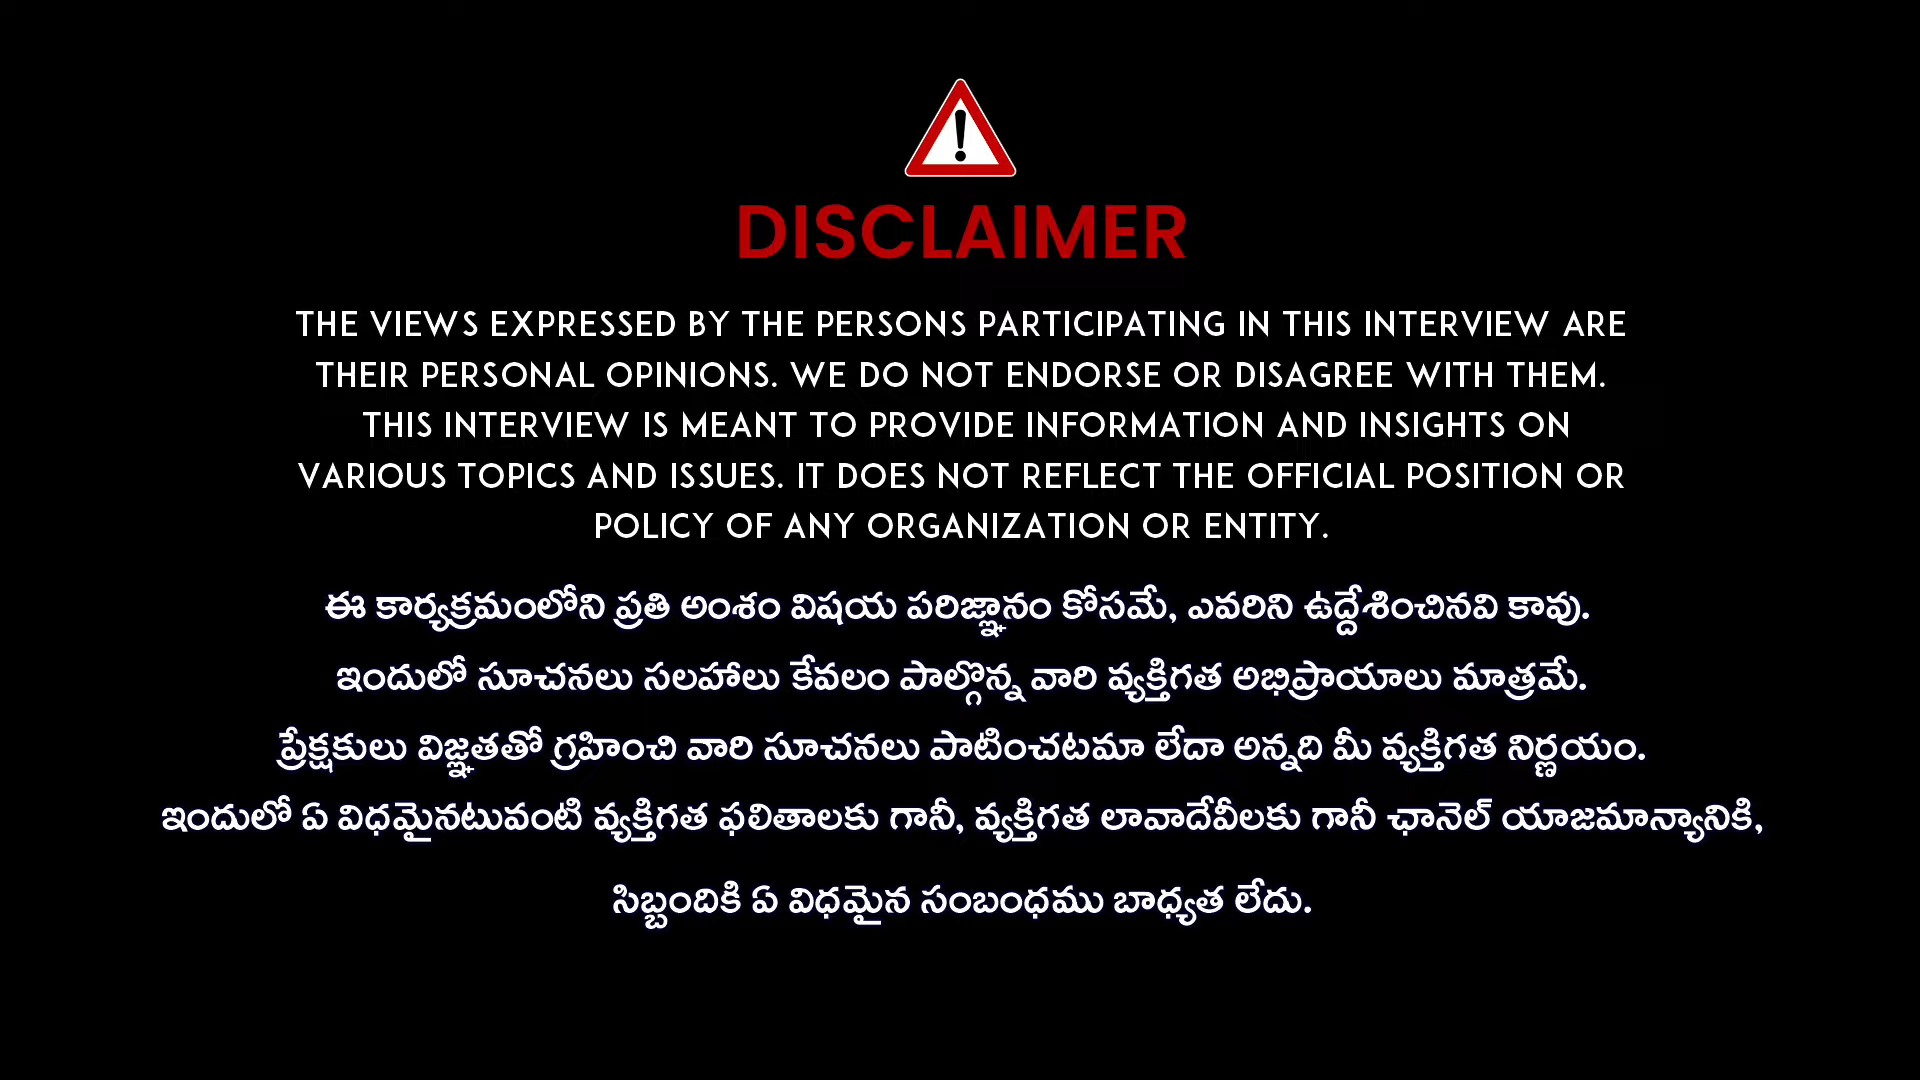 DISCLAIMER
THE VIEWS EXPRESSED BY THE PERSONS PARTICIPATING IN THIS INTERVIEW ARE
THEIR PERSONAL OPINIONS. WE DO NOT ENDORSE OR DISAGREE WITH THEM.
THIS INTERVIEW IS MEANT TO PROVIDE INFORMATION AND INSIGHTS ON
VARIOUS TOPICS AND ISSUES. IT DOES NOT REFLECT THE OFFICIAL POSITION OR
POLICY OF ANY ORGANIZATION OR ENTITY.
ఈ కార్యక్రమంలోని ప్రతి అంశం విషయ పరిజ్ఞానం కోసమే, ఎవరిని ఉద్దేశించినవి కావు.
ఇందులో సూచనలు సలహాలు కేవలం పాల్గొన్న వారి వ్యక్తిగత అభిప్రాయాలు మాత్రమే.
ప్రేక్షకులు విజ్ఞతతో గ్రహించి వారి సూచనలు పాటించటమా లేదా అన్నది మీ వ్యక్తిగత నిర్ణయం.
ఇందులో ఏ విధమైనటువంటి వ్యక్తిగత ఫలితాలకు గానీ, వ్యక్తిగత లావాదేవీలకు గానీ ఛానెల్ యాజమాన్యానికి,
సిబ్బందికి ఏ విధమైన సంబంధము బాధ్యత లేదు.